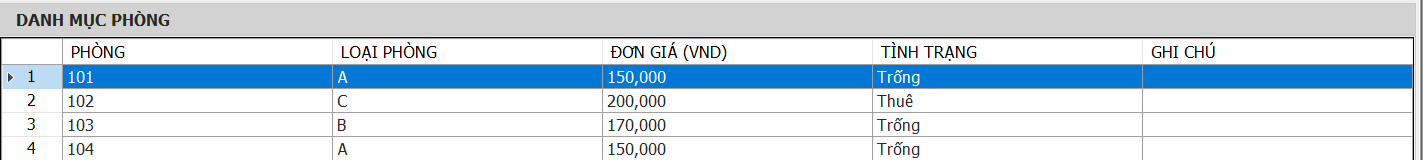 DANH MỤC PHÒNG
PHÒNG LOẠI PHÒNG ĐƠN GIÁ (VND) TÌNH TRẠNG GHI CHÚ
1 101 A 150,000 Trống
2 102 C 200,000 Thuê
3 103 B 170,000 Trống
4 104 A 150,000 Trống